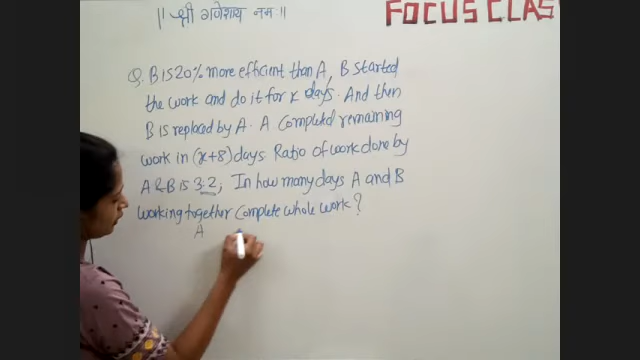 || श्री गणेशाय नमः ||
FOCUS CLAS
Q. B is 20% more efficient than A, B started
the work and do it for x days. And then
B is replaced by A. A completed remaining
work in (x+8) days. Ratio of work done by
A & B is 3:2, In how many days A and B
working together complete whole work?
A